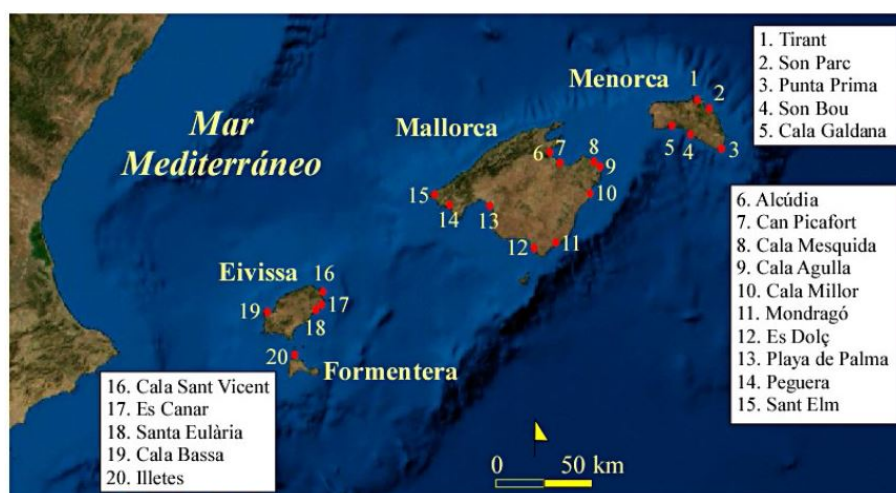 Mar
Mediterráneo
Mallorca
Menorca
Eivissa
Formentera
1
2
3
4
5
6
7
8
9
10
11
12
13
14
15
16
17
18
19
20
1. Tirant
2. Son Parc
3. Punta Prima
4. Son Bou
5. Cala Galdana
6. Alcúdia
7. Can Picafort
8. Cala Mesquida
9. Cala Agulla
10. Cala Millor
11. Mondragó
12. Es Dolç
13. Playa de Palma
14. Peguera
15. Sant Elm
16. Cala Sant Vicent
17. Es Canar
18. Santa Eulària
19. Cala Bassa
20. Illetes
0 50 km